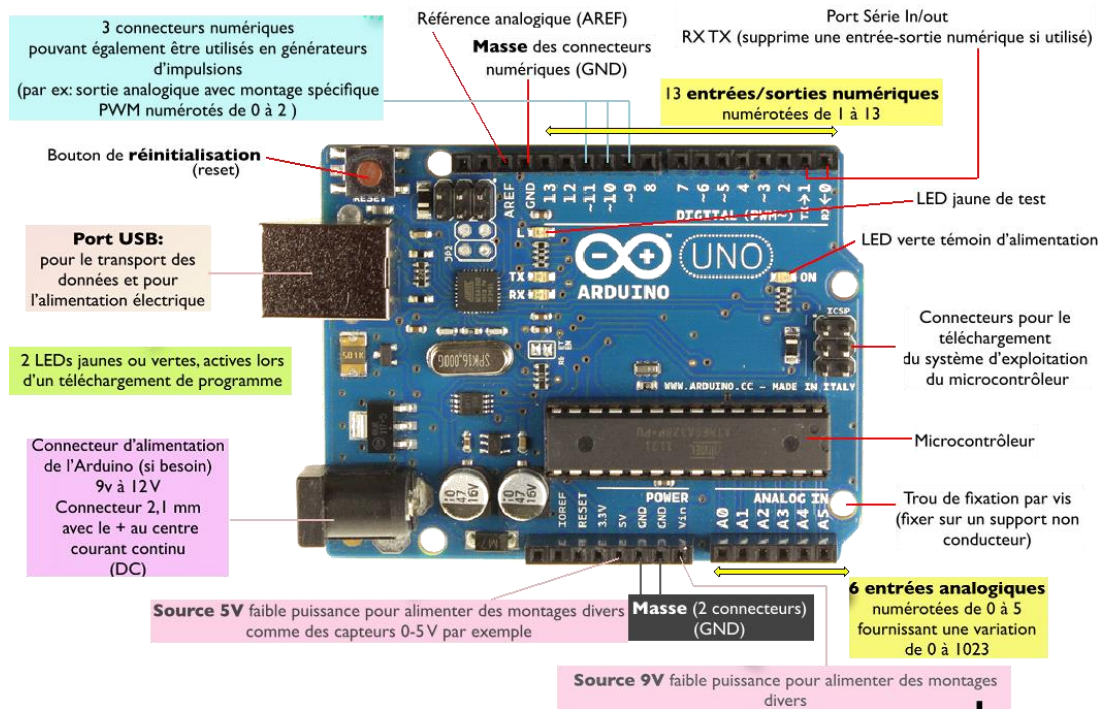 3 connecteurs numériques
pouvant également être utilisés en générateurs
d'impulsions
(par ex: sortie analogique avec montage spécifique
PWM numérotés de 0 à 2 )
Référence analogique (AREF)
Masse des connecteurs
numériques (GND)
Port Série In/out
RX TX (supprime une entrée-sortie numérique si utilisé)
13 entrées/sorties numériques
numérotées de 1 à 13
Bouton de réinitialisation
(reset)
RESET
AREF
GND
13
12
~11
~10
~9
8
7
~6
~5
4
~3
2
TX→1
RX←0
DIGITAL (PWM~)
LED jaune de test
Port USB:
pour le transport des
données et pour
l'alimentation électrique
JP2
L
TX
RX
ARDUINO
UNO
ON
LED verte témoin d'alimentation
ICSP
Connecteurs pour le
téléchargement
du système d'exploitation
du microcontrôleur
2 LEDs jaunes ou vertes, actives lors
d'un téléchargement de programme
SPK16.000G
WWW.ARDUINO.CC - MADE IN ITALY
Microcontrôleur
Connecteur d'alimentation
de l'Arduino (si besoin)
9v à 12V
Connecteur 2,1 mm
avec le + au centre
courant continu
(DC)
47
16V
47
16V
IOREF
RESET
3.3V
5V
GND
GND
Vin
POWER
ANALOG IN
A0
A1
A2
A3
A4
A5
Trou de fixation par vis
(fixer sur un support non
conducteur)
Source 5V faible puissance pour alimenter des montages divers
comme des capteurs 0-5V par exemple
Masse (2 connecteurs)
(GND)
6 entrées analogiques
numérotées de 0 à 5
fournissant une variation
de 0 à 1023
Source 9V faible puissance pour alimenter des montages
divers